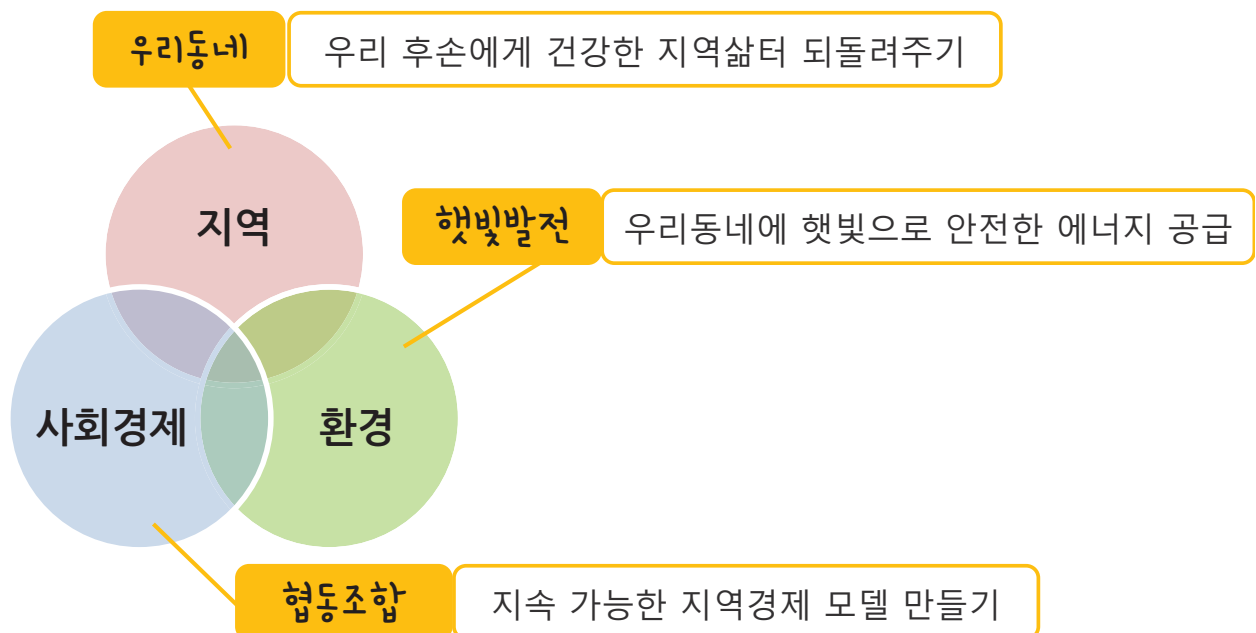 우리동네 우리 후손에게 건강한 지역삶터 되돌려주기
지역
햇빛발전 우리동네에 햇빛으로 안전한 에너지 공급
사회경제
환경
협동조합 지속 가능한 지역경제 모델 만들기